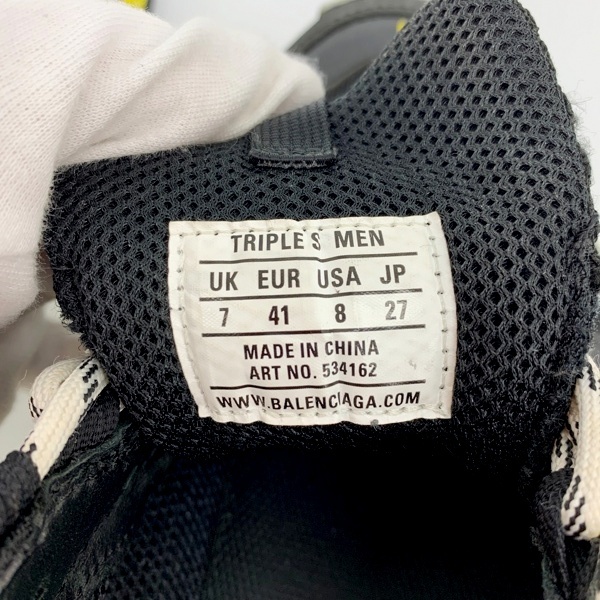 TRIPLE S MEN
UK EUR USA JP
7 41 8 27
MADE IN CHINA
ART NO. 534162
WWW.BALENCIAGA.COM